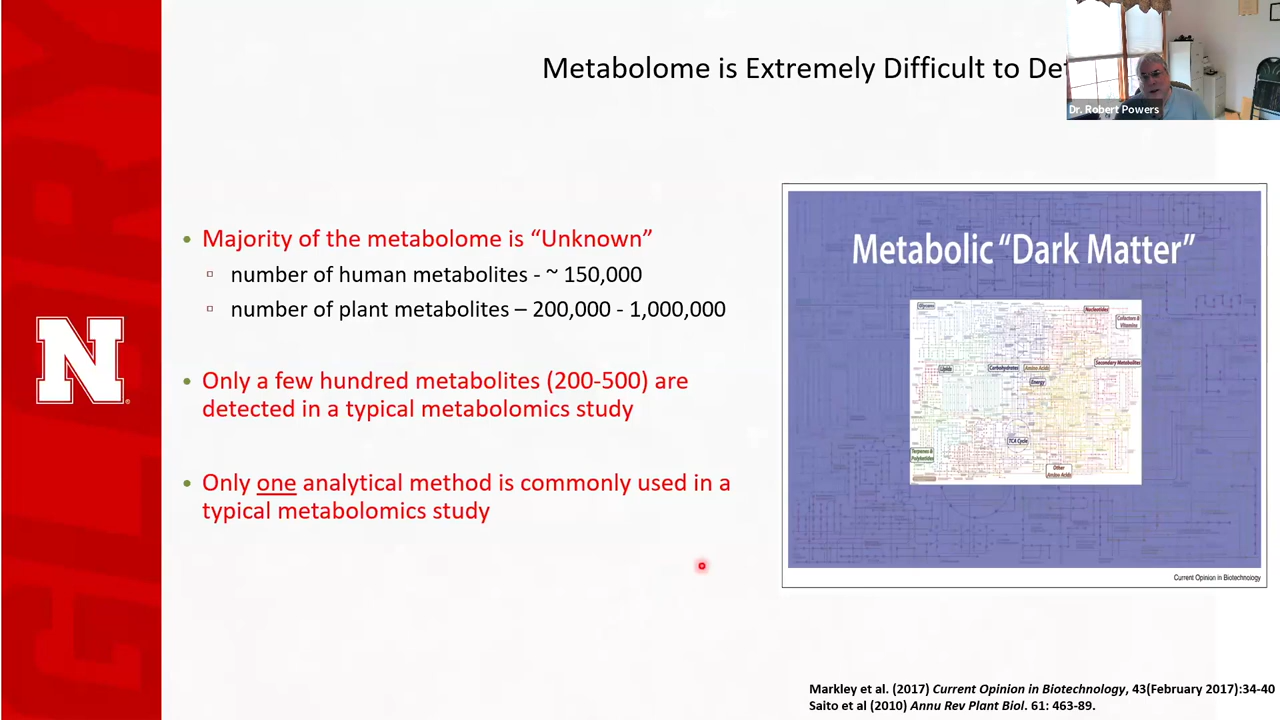 Metabolome is Extremely Difficult to De
Dr. Robert Powers
GLORY
N
• Majority of the metabolome is “Unknown”
number of human metabolites - ~ 150,000
number of plant metabolites – 200,000 - 1,000,000
• Only a few hundred metabolites (200-500) are
detected in a typical metabolomics study
• Only one analytical method is commonly used in a
typical metabolomics study
Metabolic “Dark Matter”
Glycans
Nucleotides
Cofactors &
Vitamins
Lipids
Carbohydrates
Amino Acids
Secondary Metabolites
Energy
TCA Cycle
Terpenes &
Polyketides
Other
Amino Acids
Current Opinion in Biotechnology
Markley et al. (2017) Current Opinion in Biotechnology, 43(February 2017):34-40
Saito et al (2010) Annu Rev Plant Biol. 61: 463-89.